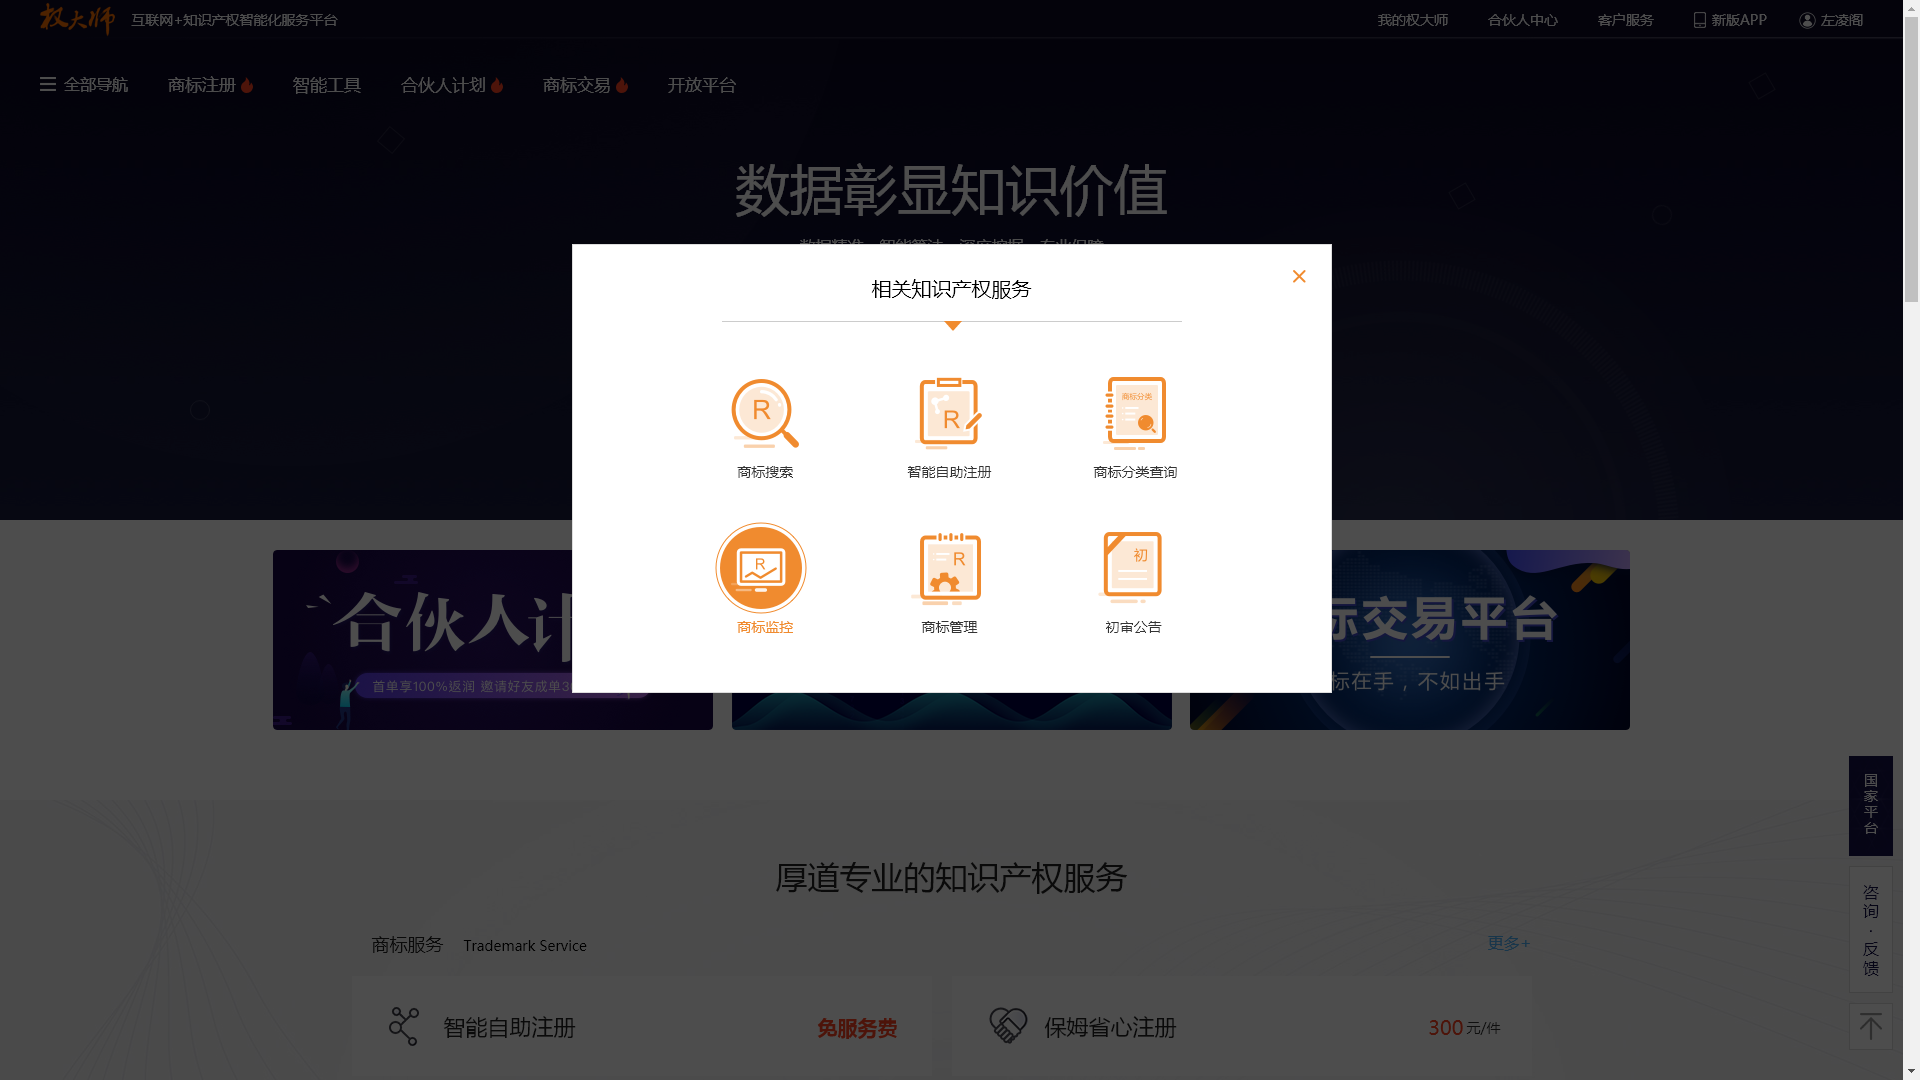 权大师 互联网+知识产权智能化服务平台
我的权大师 合伙人中心 客户服务 新版APP 左凌阁
全部导航 商标注册 智能工具 合伙人计划 商标交易 开放平台
数据彰显知识价值
相关知识产权服务
R R 商标分类
商标搜索 智能自助注册 商标分类查询
R R 初
商标监控 商标管理 初审公告
合伙人计
首单享100%返润 邀请好友成单3
标交易平台
标在手，不如出手
国家平台
咨询·反馈
厚道专业的知识产权服务
商标服务 Trademark Service 更多+
智能自助注册 免服务费 保姆省心注册 300元/件